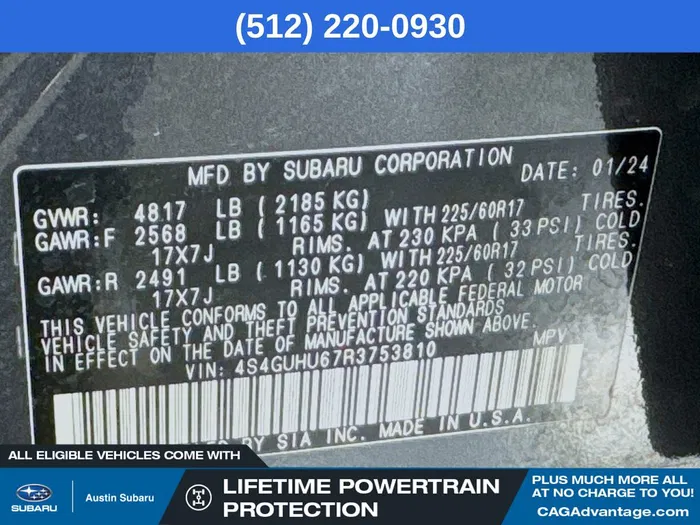 (512) 220-0930
MFD BY SUBARU CORPORATION DATE: 01/24
GVWR: 4817 LB ( 2185 KG)
GAWR:F 2568 LB ( 1165 KG) WITH 225/60R17 TIRES.
17X7J RIMS. AT 230 KPA ( 33 PSI) COLD
GAWR:R 2491 LB ( 1130 KG) WITH 225/60R17 TIRES.
17X7J RIMS. AT 220 KPA ( 32 PSI) COLD
THIS VEHICLE CONFORMS TO ALL APPLICABLE FEDERAL MOTOR
VEHICLE SAFETY AND THEFT PREVENTION STANDARDS
IN EFFECT ON THE DATE OF MANUFACTURE SHOWN ABOVE.
VIN: 4S4GUHU67R3753810 MPV
BY SIA INC. MADE IN U.S.A.
ALL ELIGIBLE VEHICLES COME WITH
SUBARU
Austin Subaru
LIFETIME POWERTRAIN
PROTECTION
PLUS MUCH MORE ALL
AT NO CHARGE TO YOU!
CAGAdvantage.com